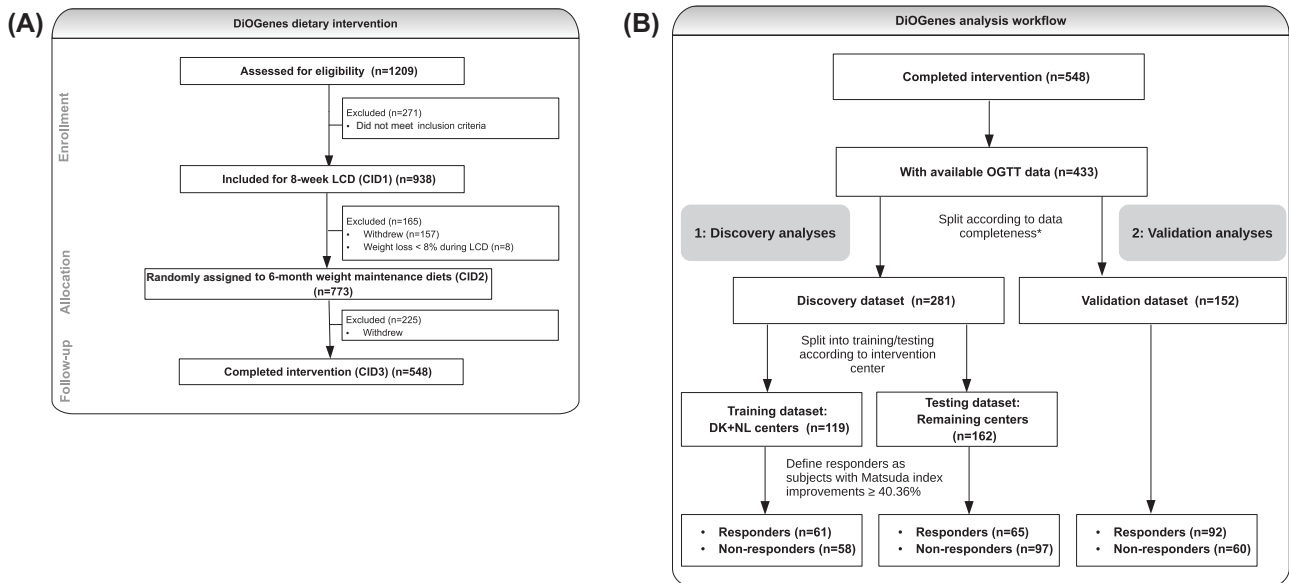 (A)
DiOGenes dietary intervention
Enrollment
Allocation
Follow-up
Assessed for eligibility (n=1209)
Excluded (n=271)
• Did not meet inclusion criteria
Included for 8-week LCD (CID1) (n=938)
Excluded (n=165)
• Withdrew (n=157)
• Weight loss < 8% during LCD (n=8)
Randomly assigned to 6-month weight maintenance diets (CID2)
(n=773)
Excluded (n=225)
• Withdrew
Completed intervention (CID3) (n=548)
(B)
DiOGenes analysis workflow
Completed intervention (n=548)
With available OGTT data (n=433)
1: Discovery analyses
Split according to data
completeness*
2: Validation analyses
Discovery dataset (n=281)
Validation dataset (n=152)
Split into training/testing
according to intervention
center
Training dataset:
DK+NL centers (n=119)
Testing dataset:
Remaining centers
(n=162)
Define responders as
subjects with Matsuda index
improvements ≥ 40.36%
• Responders (n=61)
• Non-responders (n=58)
• Responders (n=65)
• Non-responders (n=97)
• Responders (n=92)
• Non-responders (n=60)